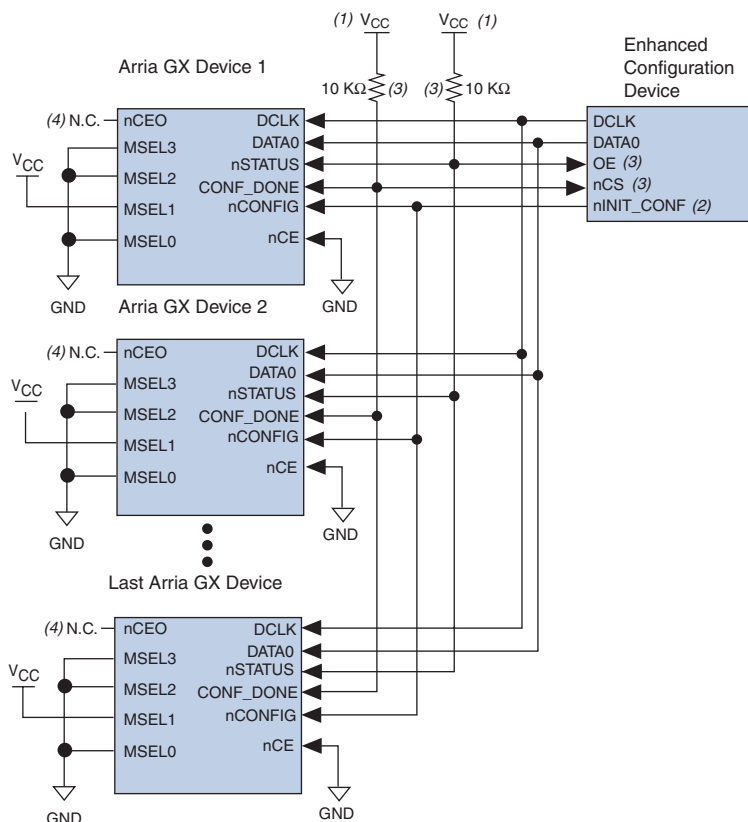 (1) VCC
VCC (1)
Enhanced
Configuration
Device
Arria GX Device 1
10 KΩ (3)
(3) 10 KΩ
(4) N.C.
nCEO
MSEL3
MSEL2
MSEL1
MSEL0
DCLK
DATA0
nSTATUS
CONF_DONE
nCONFIG
nCE
DCLK
DATA0
OE (3)
nCS (3)
nINIT_CONF (2)
VCC
GND
GND
Arria GX Device 2
(4) N.C.
nCEO
MSEL3
MSEL2
MSEL1
MSEL0
DCLK
DATA0
nSTATUS
CONF_DONE
nCONFIG
nCE
VCC
GND
GND
Last Arria GX Device
(4) N.C.
nCEO
MSEL3
MSEL2
MSEL1
MSEL0
DCLK
DATA0
nSTATUS
CONF_DONE
nCONFIG
nCE
VCC
GND
GND